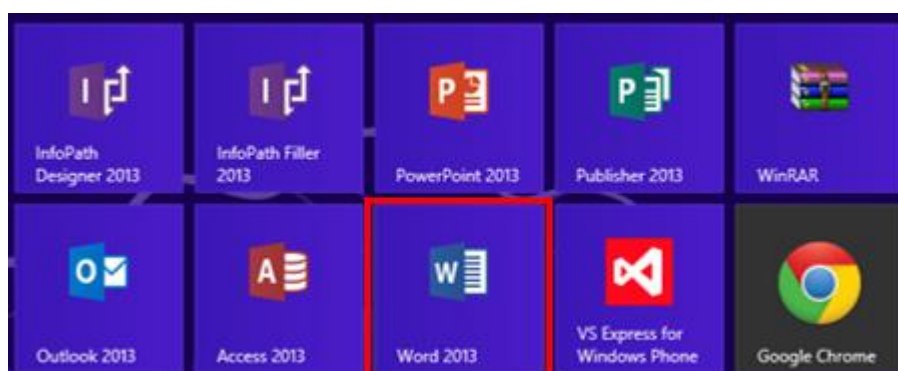 InfoPath
Designer 2013
InfoPath Filler
2013
PowerPoint 2013
Publisher 2013
WinRAR
Outlook 2013
Access 2013
Word 2013
VS Express for
Windows Phone
Google Chrome